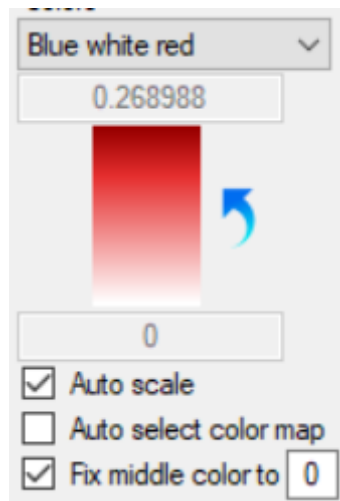 Blue white red
0.268988
0
Auto scale
Auto select color map
Fix middle color to 0